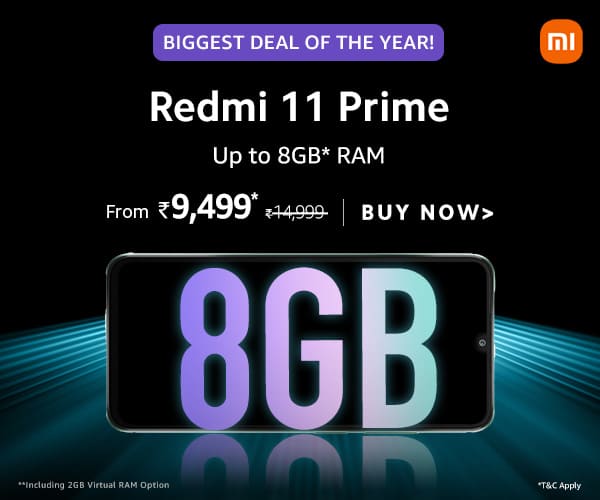 BIGGEST DEAL OF THE YEAR!
mi
Redmi 11 Prime
Up to 8GB* RAM
From ₹9,499* ₹14,999 | BUY NOW>
8GB
**Including 2GB Virtual RAM Option
*T&C Apply